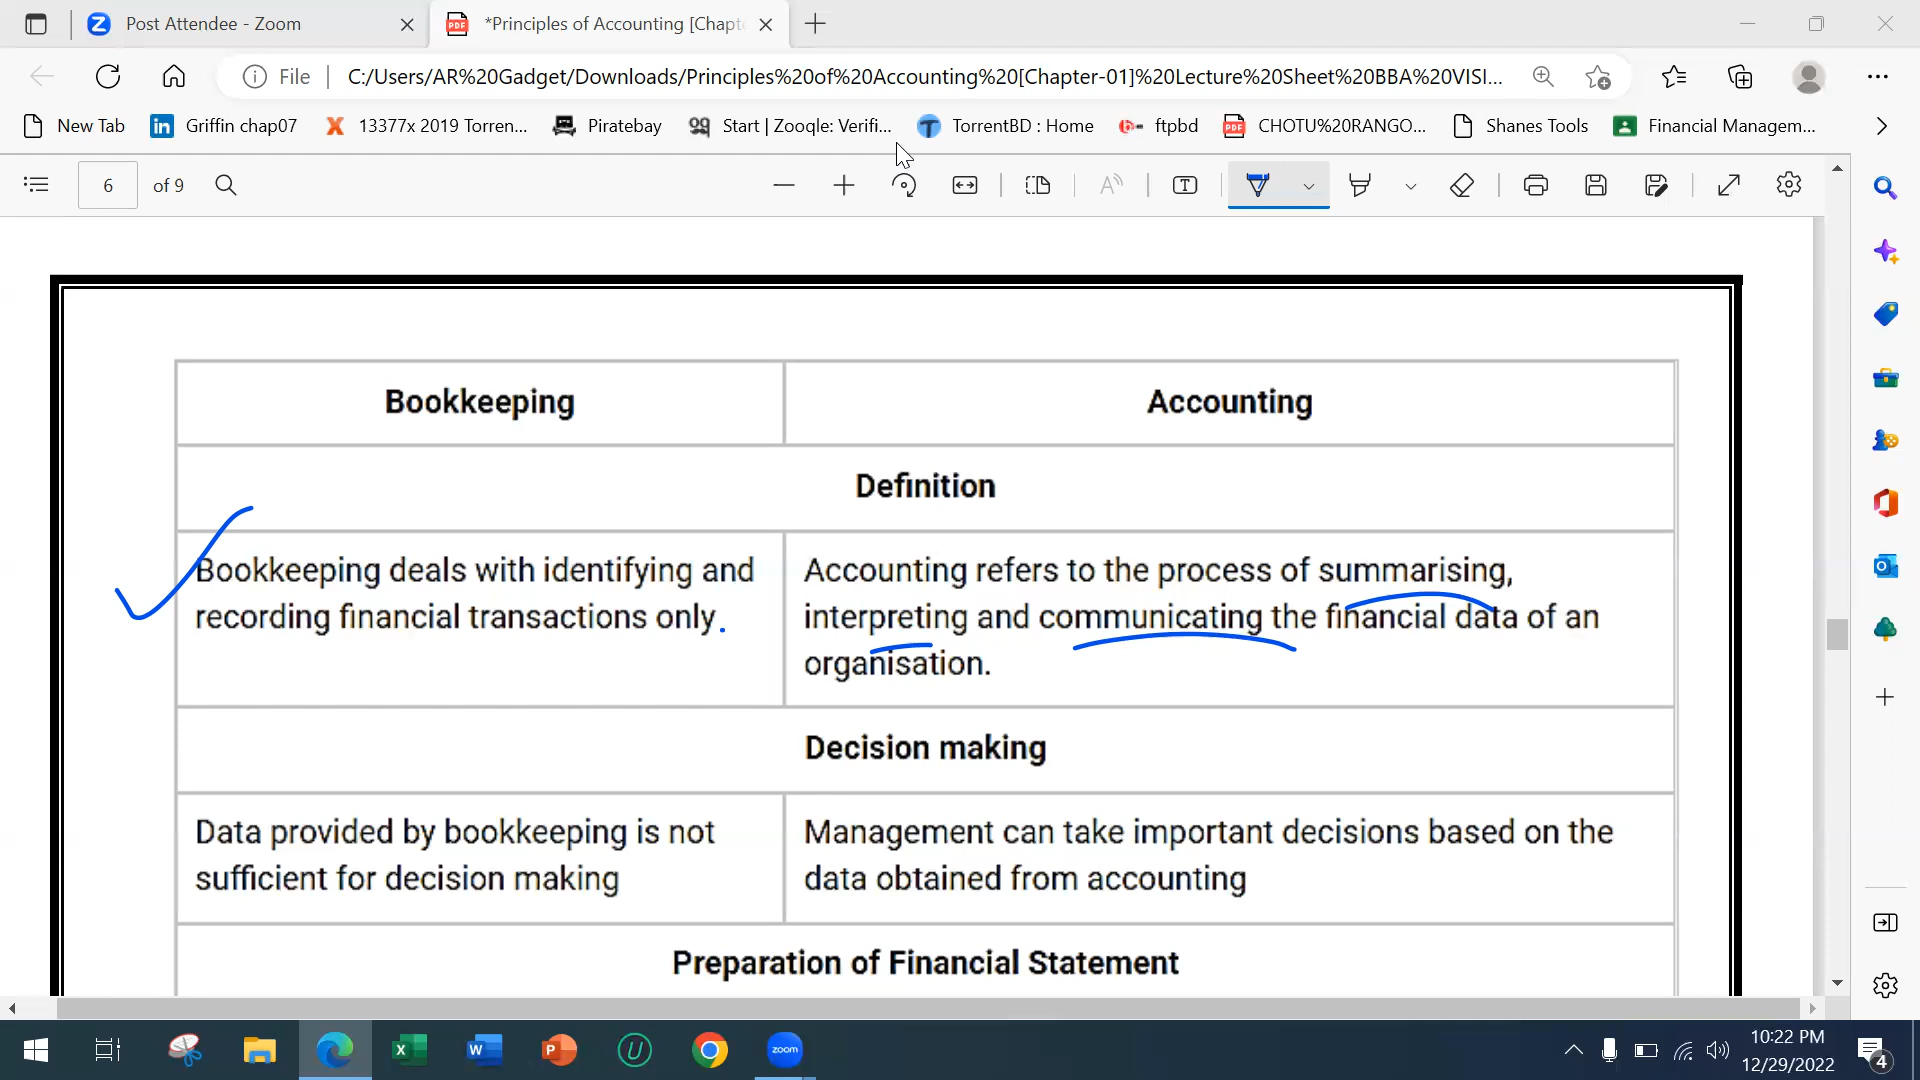 Post Attendee - Zoom
*Principles of Accounting [Chapt
File
C:/Users/AR%20Gadget/Downloads/Principles%20of%20Accounting%20[Chapter-01]%20Lecture%20Sheet%20BBA%20VISI...
New Tab
Griffin chap07
13377x 2019 Torren...
Piratebay
Start | Zooqle: Verifi...
TorrentBD : Home
ftpbd
CHOTU%20RANGO...
Shanes Tools
Financial Managem...
6 of 9
Bookkeeping
Accounting
Definition
Bookkeeping deals with identifying and
recording financial transactions only.
Accounting refers to the process of summarising,
interpreting and communicating the financial data of an
organisation.
Decision making
Data provided by bookkeeping is not
sufficient for decision making
Management can take important decisions based on the
data obtained from accounting
Preparation of Financial Statement
zoom
10:22 PM
12/29/2022
4